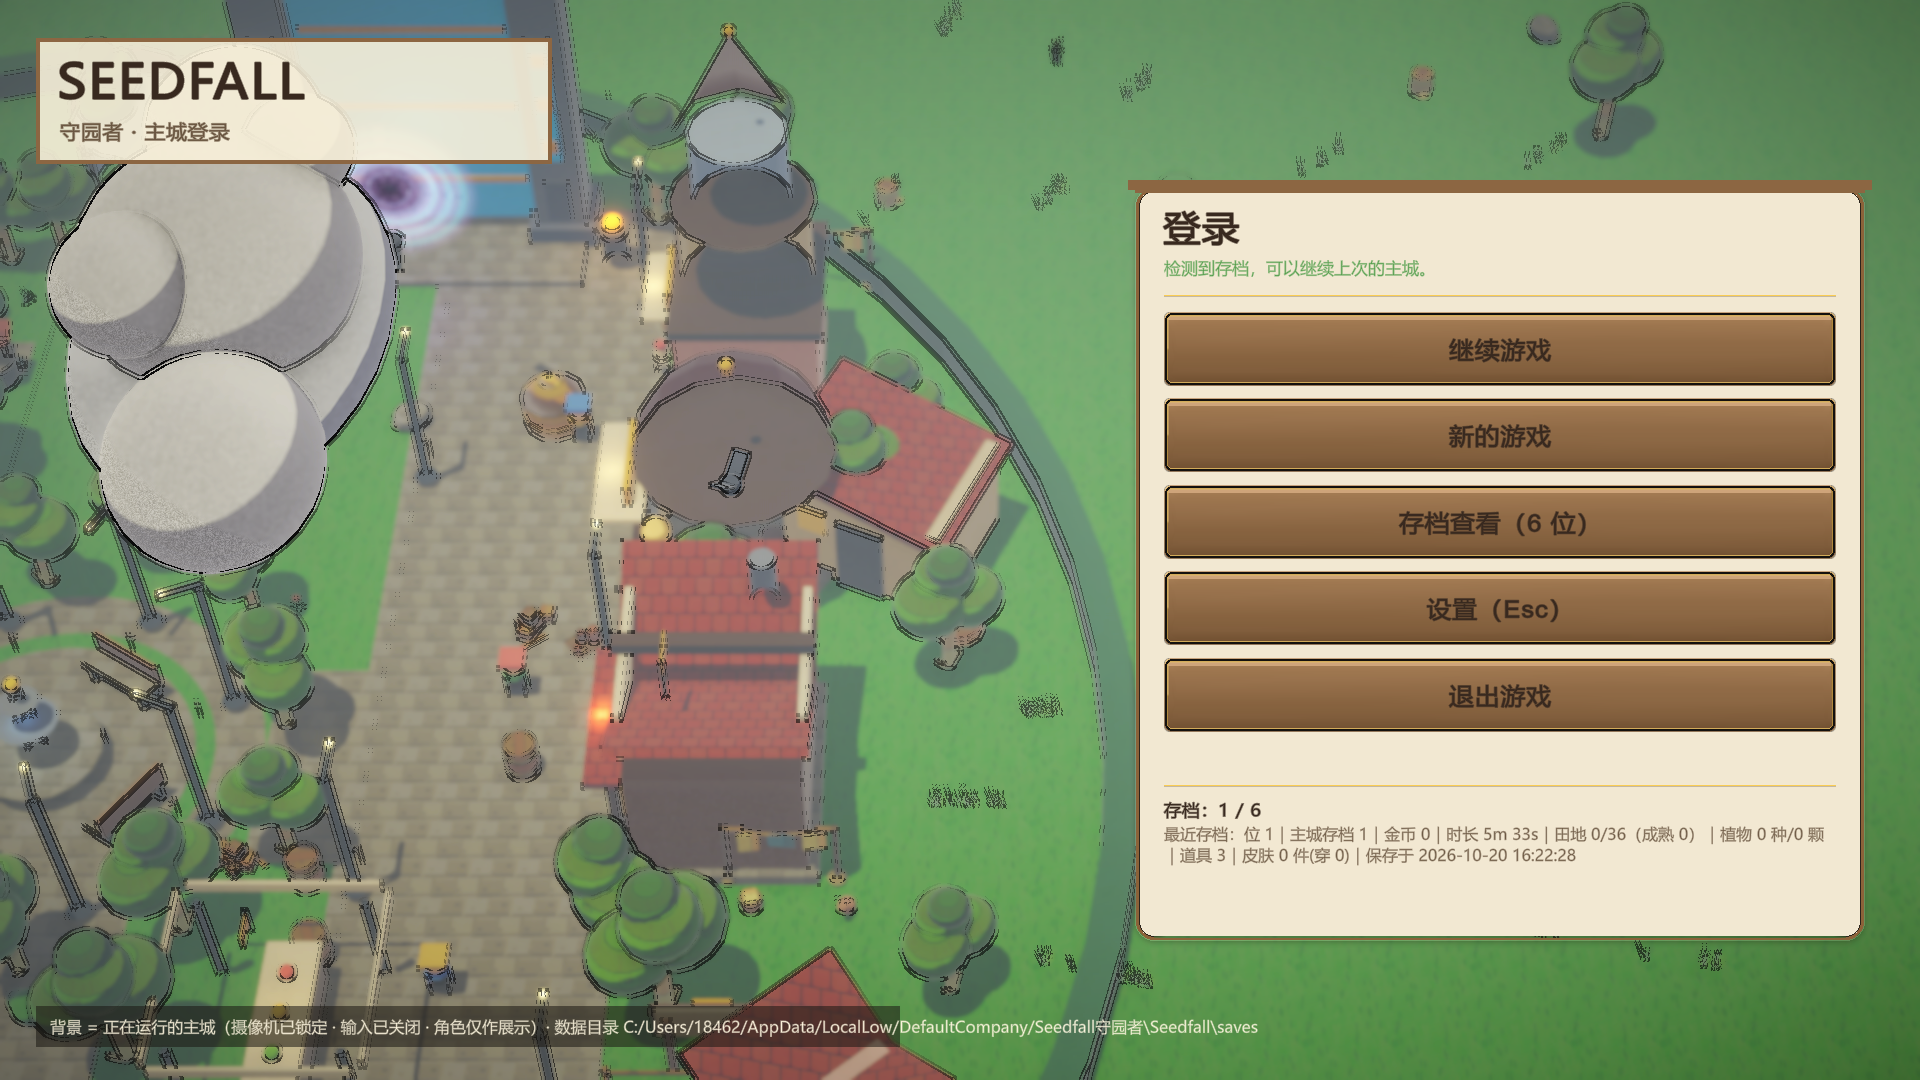 SEEDFALL
守园者 · 主城登录
登录
检测到存档，可以继续上次的主城。
继续游戏
新的游戏
存档查看（6 位）
设置（Esc）
退出游戏
存档：1 / 6
最近存档：位 1 | 主城存档 1 | 金币 0 | 时长 5m 33s | 田地 0/36（成熟 0） | 植物 0 种/0 颗
| 道具 3 | 皮肤 0 件(穿 0) | 保存于 2026-10-20 16:22:28
背景 = 正在运行的主城（摄像机已锁定 · 输入已关闭 · 角色仅作展示） · 数据目录 C:/Users/18462/AppData/LocalLow/DefaultCompany/Seedfall守园者\Seedfall\saves